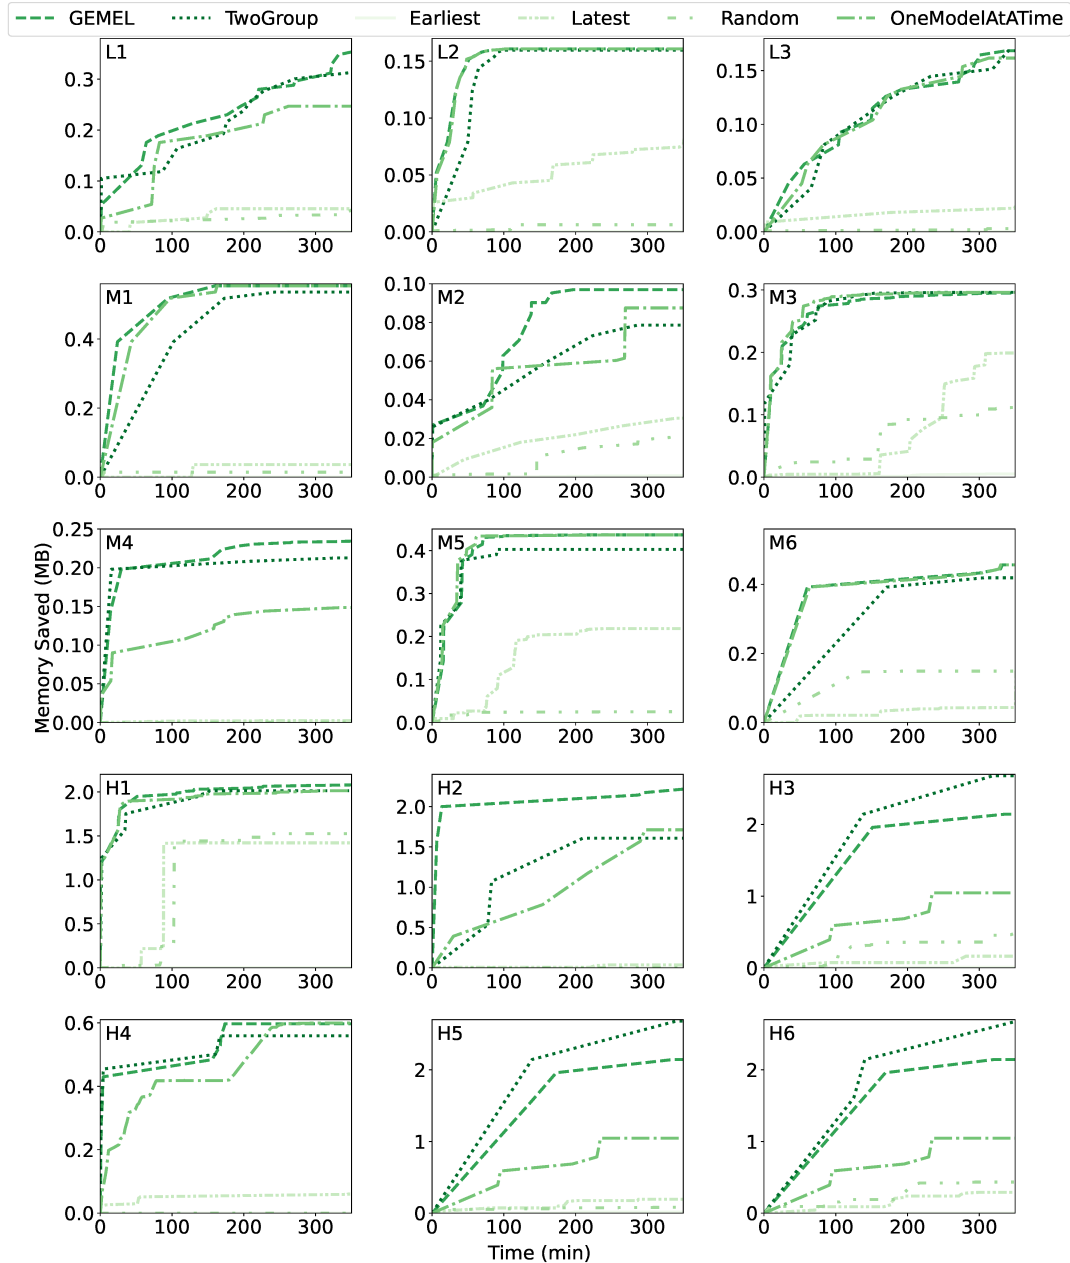 GEMEL TwoGroup Earliest Latest Random OneModelAtATime
L1 L2 L3
0.3 0.15 0.15
0.2 0.10 0.10
0.1 0.05 0.05
0.0 0.00 0.00
0 100 200 300 0 100 200 300 0 100 200 300
M1 M2 M3
0.10 0.3
0.4 0.08
0.06 0.2
0.2 0.04 0.1
0.02
0.0 0.00 0.0
0 100 200 300 0 100 200 300 0 100 200 300
Memory Saved (MB)
M4 M5 M6
0.25
0.20 0.4 0.4
0.15 0.3
0.10 0.2 0.2
0.05 0.1
0.00 0.0 0.0
0 100 200 300 0 100 200 300 0 100 200 300
H1 H2 H3
2.0 2.0 2
1.5 1.5
1.0 1.0 1
0.5 0.5
0.0 0.0 0
0 100 200 300 0 100 200 300 0 100 200 300
H4 H5 H6
0.6
0.4 2 2
0.2 1 1
0.0 0 0
0 100 200 300 0 100 200 300 0 100 200 300
Time (min)